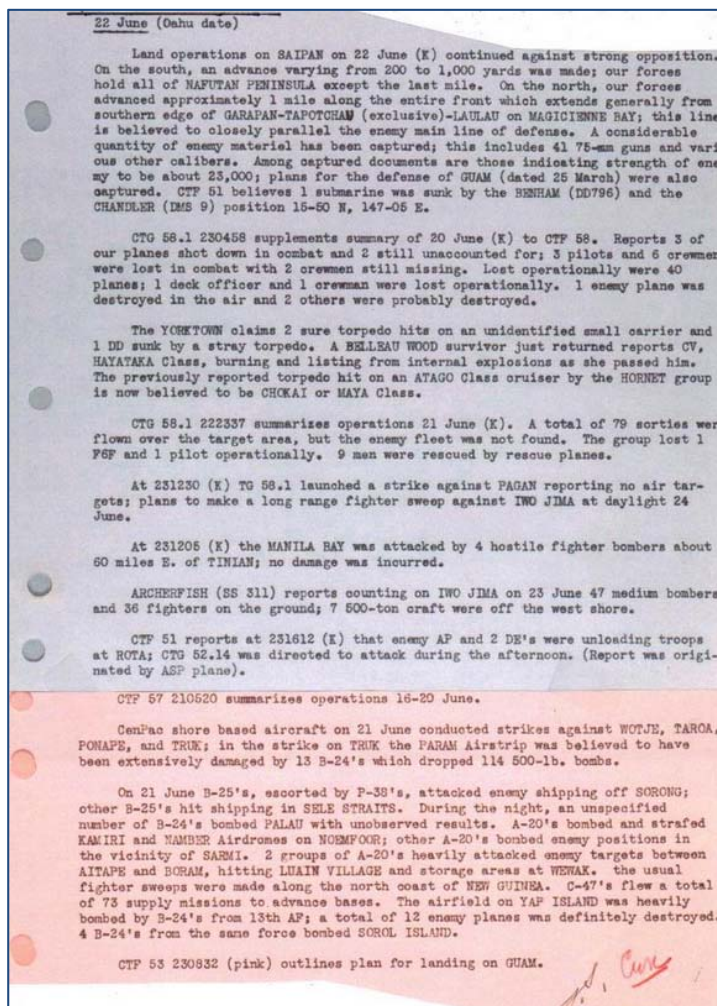 22 June (Oahu date)
Land operations on SAIPAN on 22 June (K) continued against strong opposition.
On the south, an advance varying from 200 to 1,000 yards was made; our forces
hold all of NAFUTAN PENINSULA except the last mile. On the north, our forces
advanced approximately 1 mile along the entire front which extends generally from
southern edge of GARAPAN-TAPOTCHAU (exclusive)-LAULAU on MAGICIENNE BAY; this line
is believed to closely parallel the enemy main line of defense. A considerable
quantity of enemy materiel has been captured; this includes 41 75-mm guns and vari
ous other calibers. Among captured documents are those indicating strength of ene
my to be about 23,000; plans for the defense of GUAM (dated 25 March) were also
captured. CTF 51 believes 1 submarine was sunk by the BENHAM (DD796) and the
CHANDLER (DMS 9) position 15-50 N, 147-05 E.
CTG 58.1 230458 supplements summary of 20 June (K) to CTF 58. Reports 3 of
our planes shot down in combat and 2 still unaccounted for; 3 pilots and 6 crewmen
were lost in combat with 2 crewmen still missing. Lost operationally were 40
planes; 1 deck officer and 1 crewman were lost operationally. 1 enemy plane was
destroyed in the air and 2 others were probably destroyed.
The YORKTOWN claims 2 sure torpedo hits on an unidentified small carrier and
1 DD sunk by a stray torpedo. A BELLEAU WOOD survivor just returned reports CV,
HAYATAKA Class, burning and listing from internal explosions as she passed him.
The previously reported torpedo hit on an ATAGO Class cruiser by the HORNET group
is now believed to be CHOKAI or MAYA Class.
CTG 58.1 222337 summarizes operations 21 June (K). A total of 79 sorties wer
flown over the target area, but the enemy fleet was not found. The group lost 1
F6F and 1 pilot operationally. 9 men were rescued by rescue planes.
At 231230 (K) TG 58.1 launched a strike against PAGAN reporting no air tar-
gets; plans to make a long range fighter sweep against IWO JIMA at daylight 24
June.
At 231205 (K) the MANILA BAY was attacked by 4 hostile fighter bombers about
60 miles E. of TINIAN; no damage was incurred.
ARCHERFISH (SS 311) reports counting on IWO JIMA on 23 June 47 medium bombers
and 36 fighters on the ground; 7 500-ton craft were off the west shore.
CTF 51 reports at 231612 (K) that enemy AP and 2 DE's were unloading troops
at ROTA; CTG 52.14 was directed to attack during the afternoon. (Report was origi-
nated by ASP plane).
CTF 57 210520 summarizes operations 16-20 June.
CenPac shore based aircraft on 21 June conducted strikes against WOTJE, TAROA,
PONAPE, and TRUK; in the strike on TRUK the PARAM Airstrip was believed to have
been extensively damaged by 13 B-24's which dropped 114 500-lb. bombs.
On 21 June B-25's, escorted by P-38's, attacked enemy shipping off SORONG;
other B-25's hit shipping in SELE STRAITS. During the night, an unspecified
number of B-24's bombed PALAU with unobserved results. A-20's bombed and strafed
KAMIRI and NAMBER Airdromes on NOEMFOOR; other A-20's bombed enemy positions in
the vicinity of SARMI. 2 groups of A-20's heavily attacked enemy targets between
AITAPE and BORAM, hitting LUAIN VILLAGE and storage areas at WEWAK. the usual
fighter sweeps were made along the north coast of NEW GUINEA. C-47's flew a total
of 73 supply missions to advance bases. The airfield on YAP ISLAND was heavily
bombed by B-24's from 13th AF; a total of 12 enemy planes was definitely destroyed.
4 B-24's from the same force bombed SOROL ISLAND.
CTF 53 230832 (pink) outlines plan for landing on GUAM.